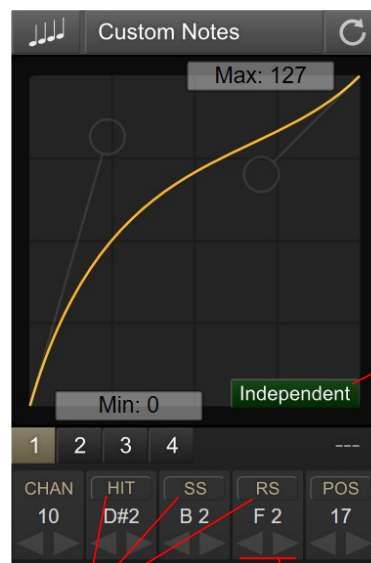 Custom Notes
Max: 127
Min: 0
Independent
1 2 3 4 ---
CHAN HIT SS RS POS
10 D#2 B 2 F 2 17